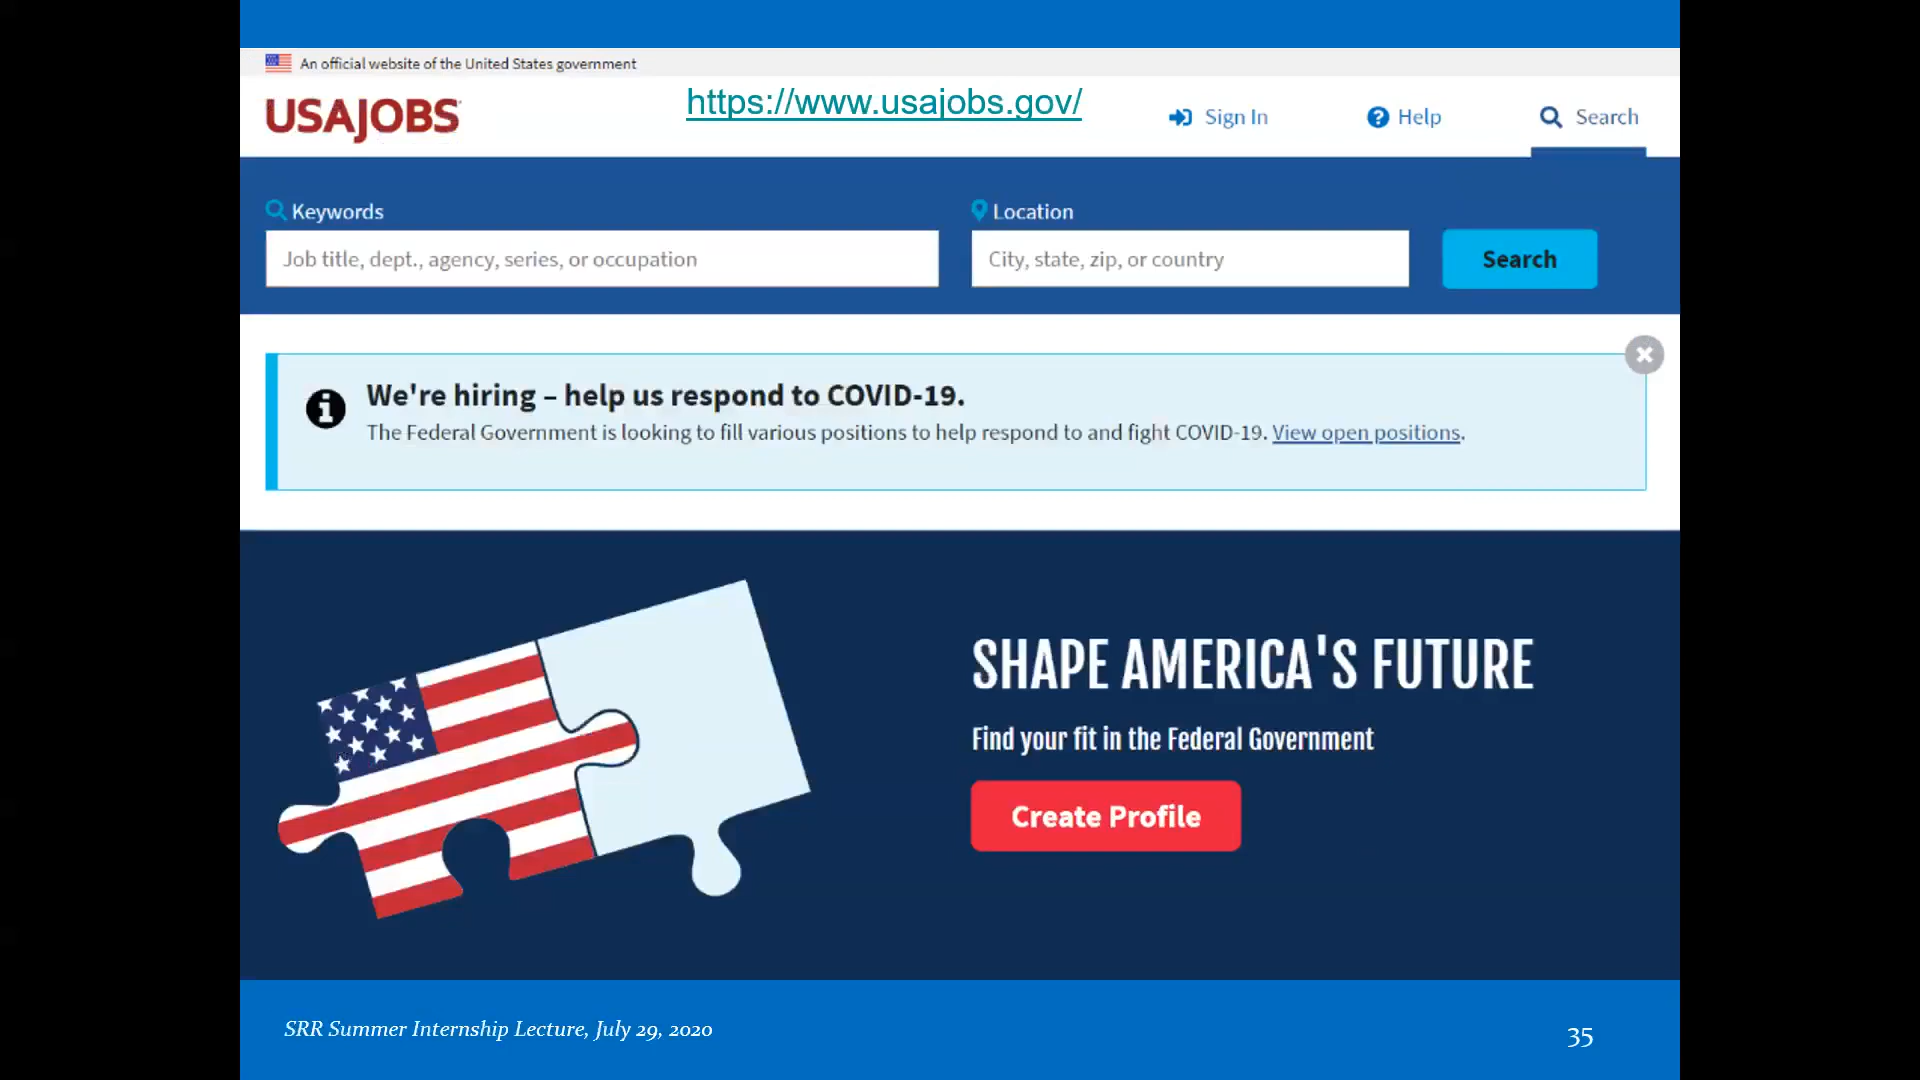 An official website of the United States government
USAJOBS
https://www.usajobs.gov/
Sign In
Help
Search
Keywords
Location
Job title, dept., agency, series, or occupation
City, state, zip, or country
Search
We're hiring – help us respond to COVID-19.
The Federal Government is looking to fill various positions to help respond to and fight COVID-19. View open positions.
SHAPE AMERICA'S FUTURE
Find your fit in the Federal Government
Create Profile
SRR Summer Internship Lecture, July 29, 2020
35